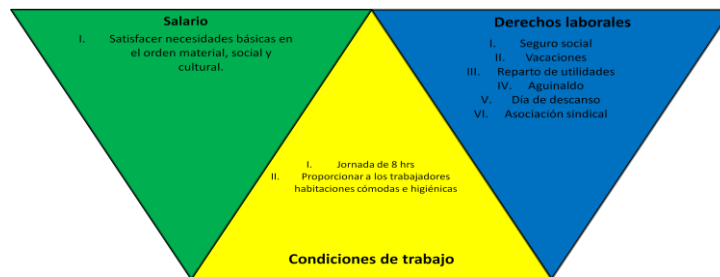 Salario
I. Satisfacer necesidades básicas en
el orden material, social y
cultural.
Derechos laborales
I. Seguro social
II. Vacaciones
III. Reparto de utilidades
IV. Aguinaldo
V. Día de descanso
VI. Asociación sindical
I. Jornada de 8 hrs
II. Proporcionar a los trabajadores
habitaciones cómodas e higiénicas
Condiciones de trabajo